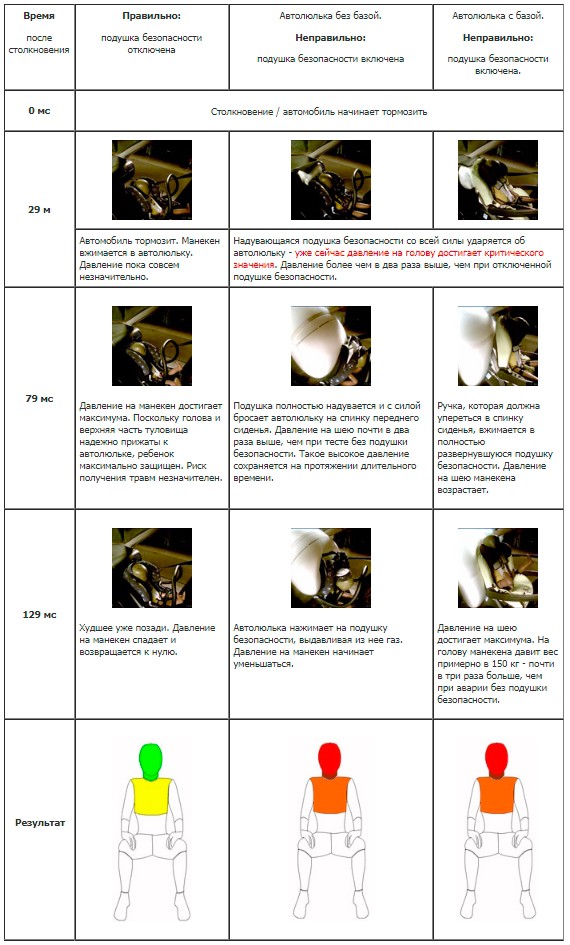 Время
после
столкновения
Правильно:
подушка безопасности
отключена
Автолюлька без базой.
Неправильно:
подушка безопасности включена
Автолюлька с базой.
Неправильно:
подушка безопасности
включена.
0 мс
Столкновение / автомобиль начинает тормозить
29 м
Автомобиль тормозит. Манекен
вжимается в автолюльку.
Давление пока совсем
незначительно.
Надувающаяся подушка безопасности со всей силы ударяется об
автолюльку - уже сейчас давление на голову достигает критического
значения. Давление более чем в два раза выше, чем при отключенной
подушке безопасности.
79 мс
Давление на манекен достигает
максимума. Поскольку голова и
верхняя часть туловища
надежно прижаты к
автолюльке, ребенок
максимально защищен. Риск
получения травм незначителен.
Подушка полностью надувается и с силой
бросает автолюльку на спинку переднего
сиденья. Давление на шею почти в два
раза выше, чем при тесте без подушки
безопасности. Такое высокое давление
сохраняется на протяжении длительного
времени.
Ручка, которая должна
упереться в спинку
сиденья, вжимается в
полностью
развернувшуюся подушку
безопасности. Давление
на шею манекена
возрастает.
129 мс
Худшее уже позади. Давление
на манекен спадает и
возвращается к нулю.
Автолюлька нажимает на подушку
безопасности, выдавливая из нее газ.
Давление на манекен начинает
уменьшаться.
Давление на шею
достигает максимума. На
голову манекена давит вес
примерно в 150 кг - почти
в три раза больше, чем
при аварии без подушки
безопасности.
Результат